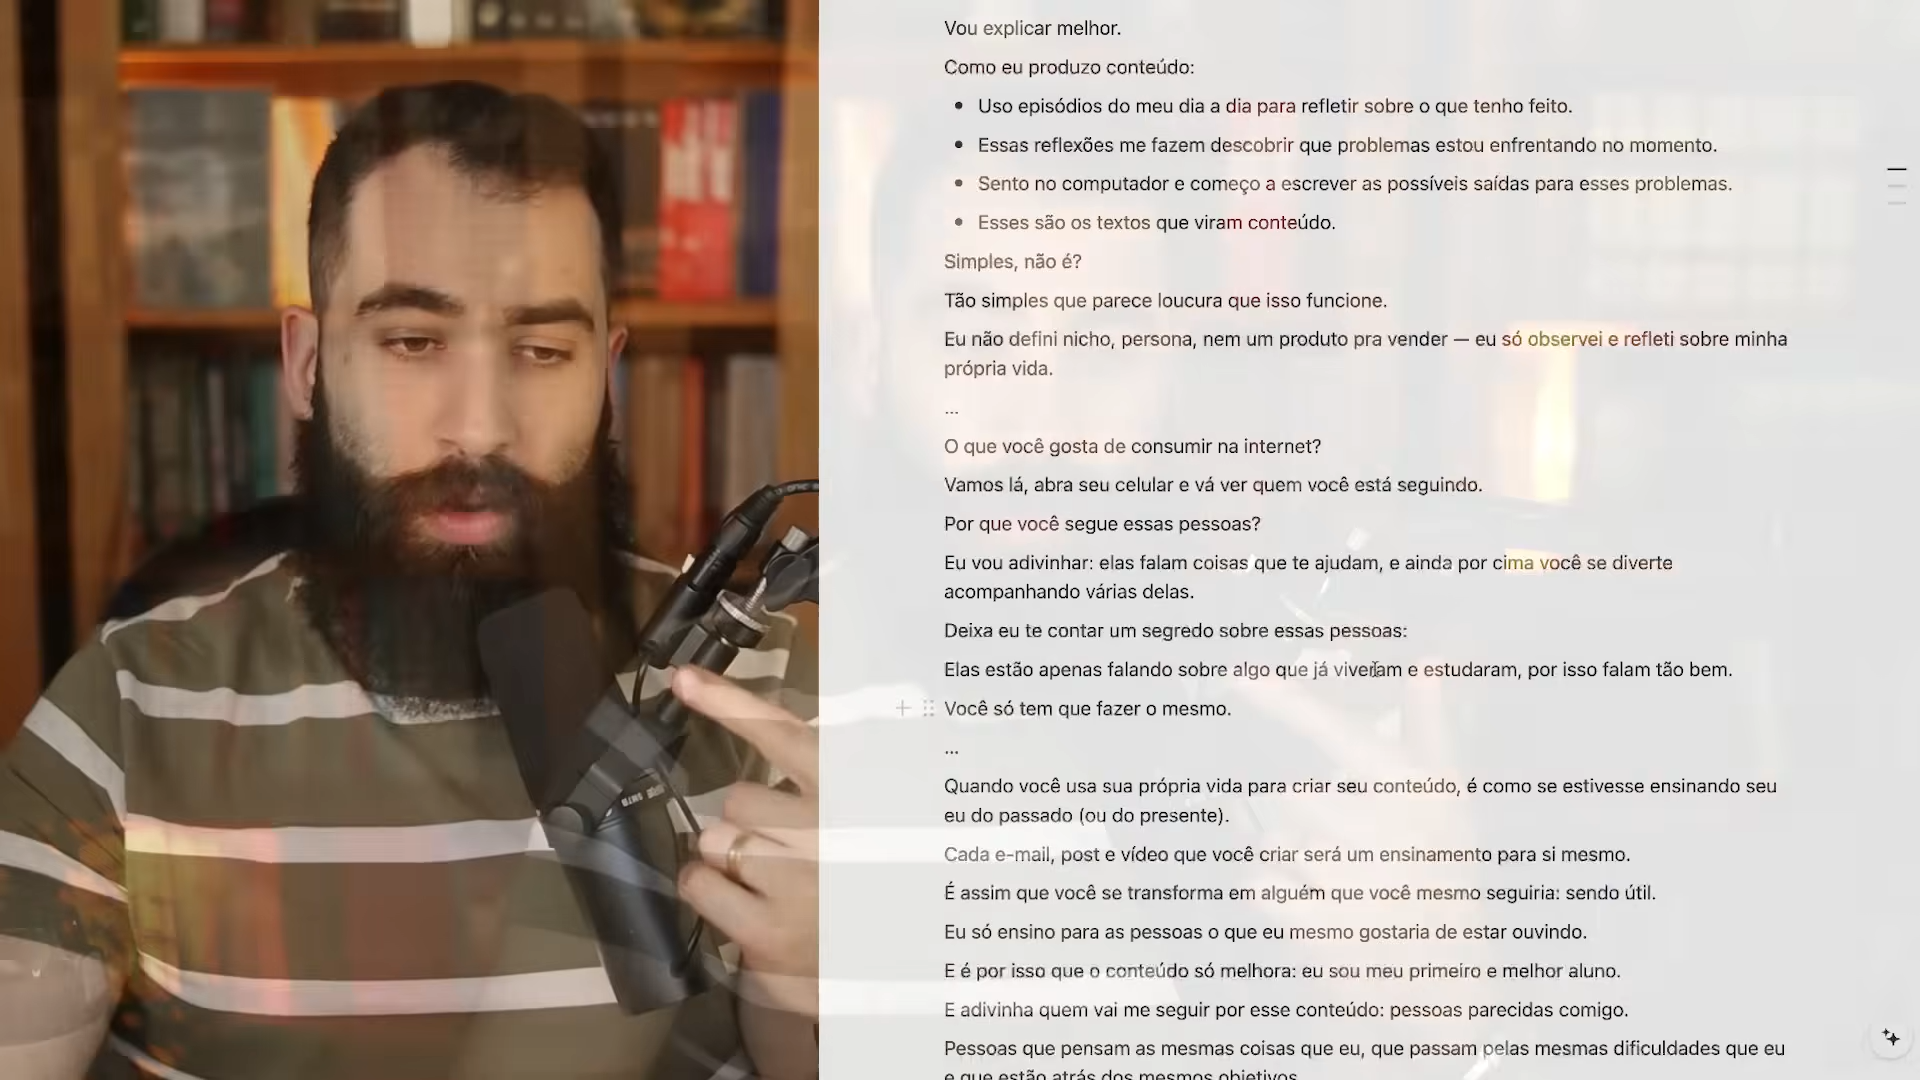 Vou explicar melhor.
Como eu produzo conteúdo:
• Uso episódios do meu dia a dia para refletir sobre o que tenho feito.
• Essas reflexões me fazem descobrir que problemas estou enfrentando no momento.
• Sento no computador e começo a escrever as possíveis saídas para esses problemas.
• Esses são os textos que viram conteúdo.
Simples, não é?
Tão simples que parece loucura que isso funcione.
Eu não defini nicho, persona, nem um produto pra vender — eu só observei e refleti sobre minha
própria vida.
...
O que você gosta de consumir na internet?
Vamos lá, abra seu celular e vá ver quem você está seguindo.
Por que você segue essas pessoas?
Eu vou adivinhar: elas falam coisas que te ajudam, e ainda por cima você se diverte
acompanhando várias delas.
Deixa eu te contar um segredo sobre essas pessoas:
Elas estão apenas falando sobre algo que já viveram e estudaram, por isso falam tão bem.
Você só tem que fazer o mesmo.
...
Quando você usa sua própria vida para criar seu conteúdo, é como se estivesse ensinando seu
eu do passado (ou do presente).
Cada e-mail, post e vídeo que você criar será um ensinamento para si mesmo.
É assim que você se transforma em alguém que você mesmo seguiria: sendo útil.
Eu só ensino para as pessoas o que eu mesmo gostaria de estar ouvindo.
E é por isso que o conteúdo só melhora: eu sou meu primeiro e melhor aluno.
E adivinha quem vai me seguir por esse conteúdo: pessoas parecidas comigo.
Pessoas que pensam as mesmas coisas que eu, que passam pelas mesmas dificuldades que eu
e que estão atrás dos mesmos objetivos.